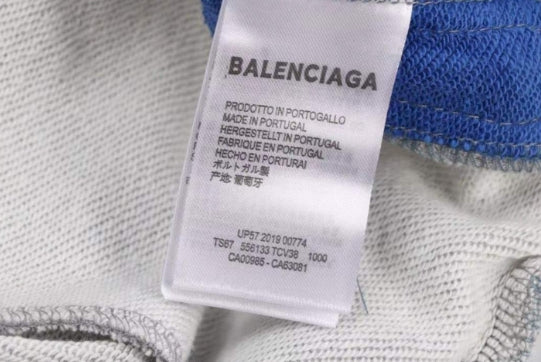 BALENCIAGA
PRODOTTO IN PORTOGALLO
MADE IN PORTUGAL
HERGESTELLT IN PORTUGAL
FABRIQUE EN PORTUGAL
HECHO EN PORTURAI
ポルトガル製
产地: 葡萄牙
UP57 2019 00774
TS67 556133 TCV38 1000
CA00985 - CA63081